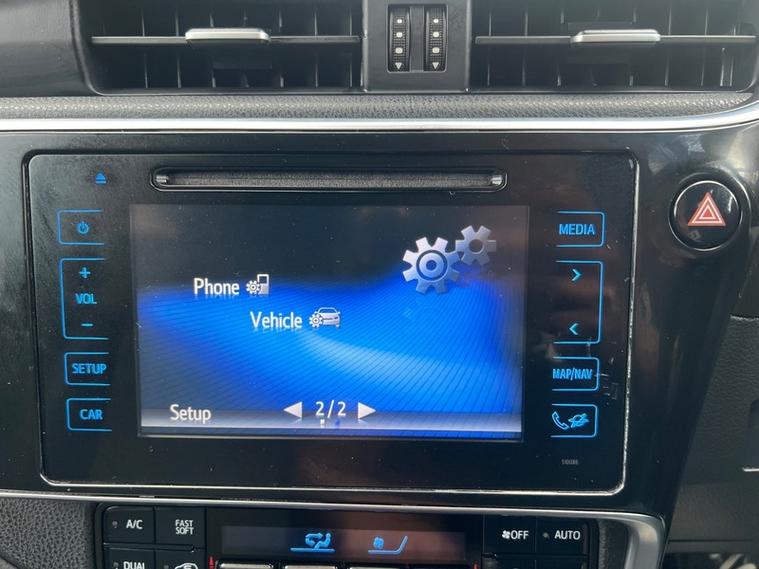 MEDIA
+
VOL
−
SETUP
CAR
Phone
Vehicle
Setup
2/2
MAP/NAV
A/C
FAST
SOFT
OFF
AUTO
DUAL